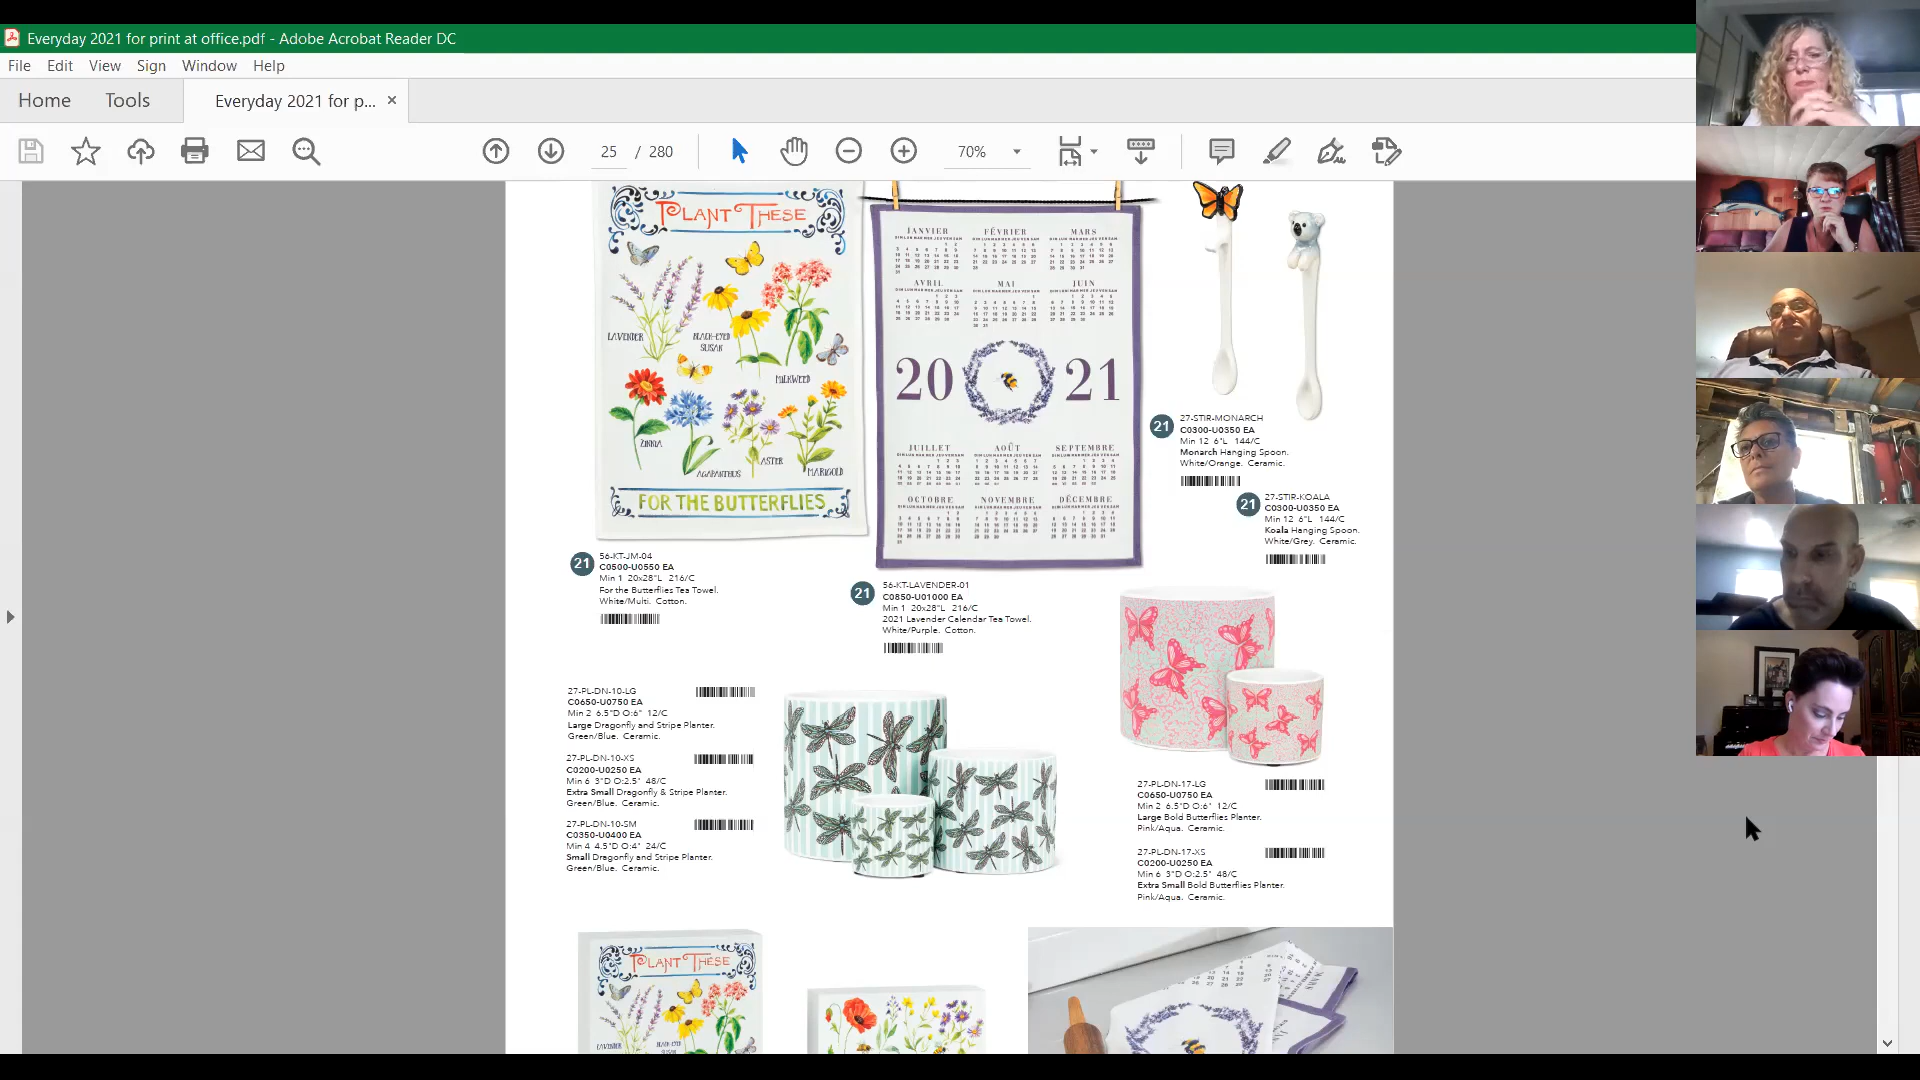 Everyday 2021 for print at office.pdf - Adobe Acrobat Reader DC
File Edit View Sign Window Help
Home Tools Everyday 2021 for p... ×
25 / 280 70%
PLANT THESE
LAVENDER
BLACK-EYED SUSAN
MILKWEED
ZINNIA
AGAPANTHUS
ASTER
MARIGOLD
FOR THE BUTTERFLIES
JANVIER FÉVRIER MARS
AVRIL MAI JUIN
20 21
JUILLET AOÛT SEPTEMBRE
OCTOBRE NOVEMBRE DÉCEMBRE
21
27-STIR-MONARCH
C0300-U0350 EA
Min 12 6"L 144/C
Monarch Hanging Spoon.
White/Orange. Ceramic.
21
27-STIR-KOALA
C0300-U0350 EA
Min 12 6"L 144/C
Koala Hanging Spoon.
White/Grey. Ceramic.
21
56-KT-JM-04
C0500-U0550 EA
Min 1 20x28"L 216/C
For the Butterflies Tea Towel.
White/Multi. Cotton.
21
56-KT-LAVENDER-01
C0850-U01000 EA
Min 1 20x28"L 216/C
2021 Lavender Calendar Tea Towel.
White/Purple. Cotton.
27-PL-DN-10-LG
C0650-U0750 EA
Min 2 6.5"D O:6" 12/C
Large Dragonfly and Stripe Planter.
Green/Blue. Ceramic.
27-PL-DN-10-XS
C0200-U0250 EA
Min 6 3"D O:2.5" 48/C
Extra Small Dragonfly & Stripe Planter.
Green/Blue. Ceramic.
27-PL-DN-10-SM
C0350-U0400 EA
Min 4 4.5"D O:4" 24/C
Small Dragonfly and Stripe Planter.
Green/Blue. Ceramic.
27-PL-DN-17-LG
C0650-U0750 EA
Min 2 6.5"D O:6" 12/C
Large Bold Butterflies Planter.
Pink/Aqua. Ceramic.
27-PL-DN-17-XS
C0200-U0250 EA
Min 6 3"D O:2.5" 48/C
Extra Small Bold Butterflies Planter.
Pink/Aqua. Ceramic.
PLANT THESE
LAVENDER
BLACK-EYED SUSAN